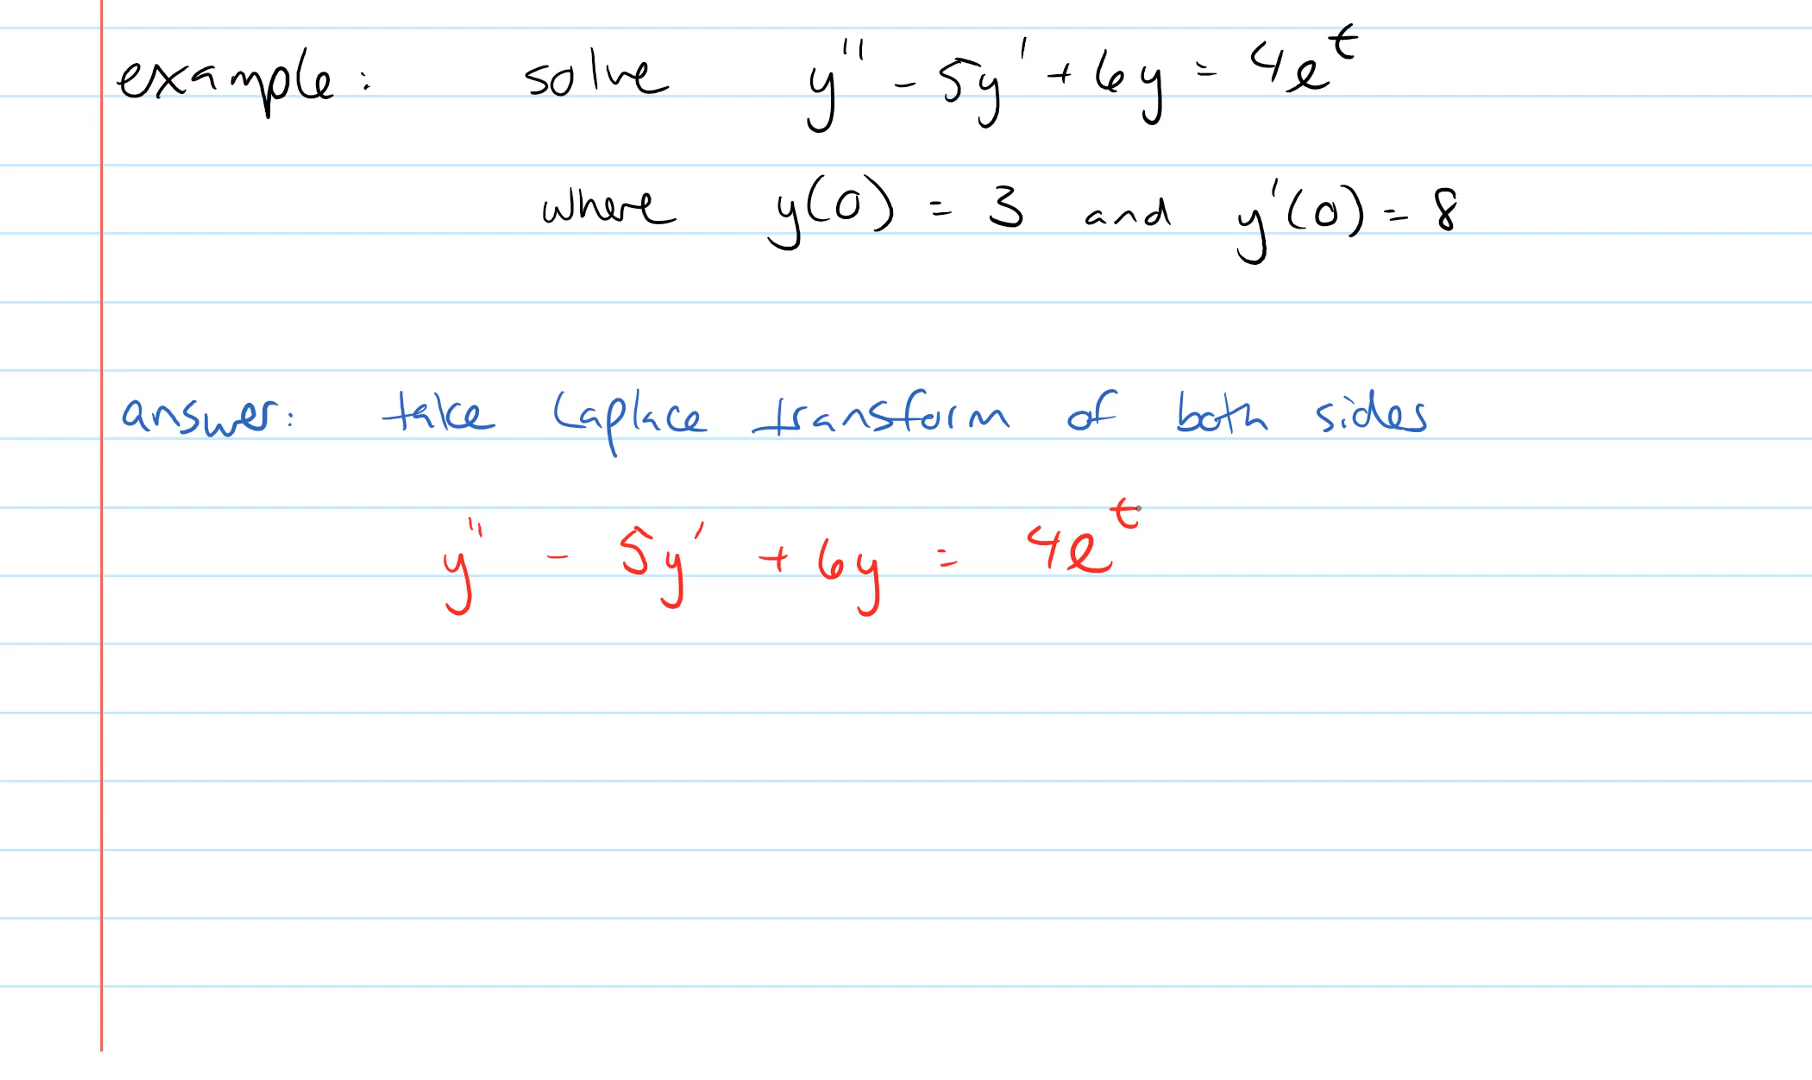 example: solve y'' - 5y' + 6y = 4e^t
where y(0) = 3 and y'(0) = 8
answer: take Laplace transform of both sides
y'' - 5y' + 6y = 4e^t